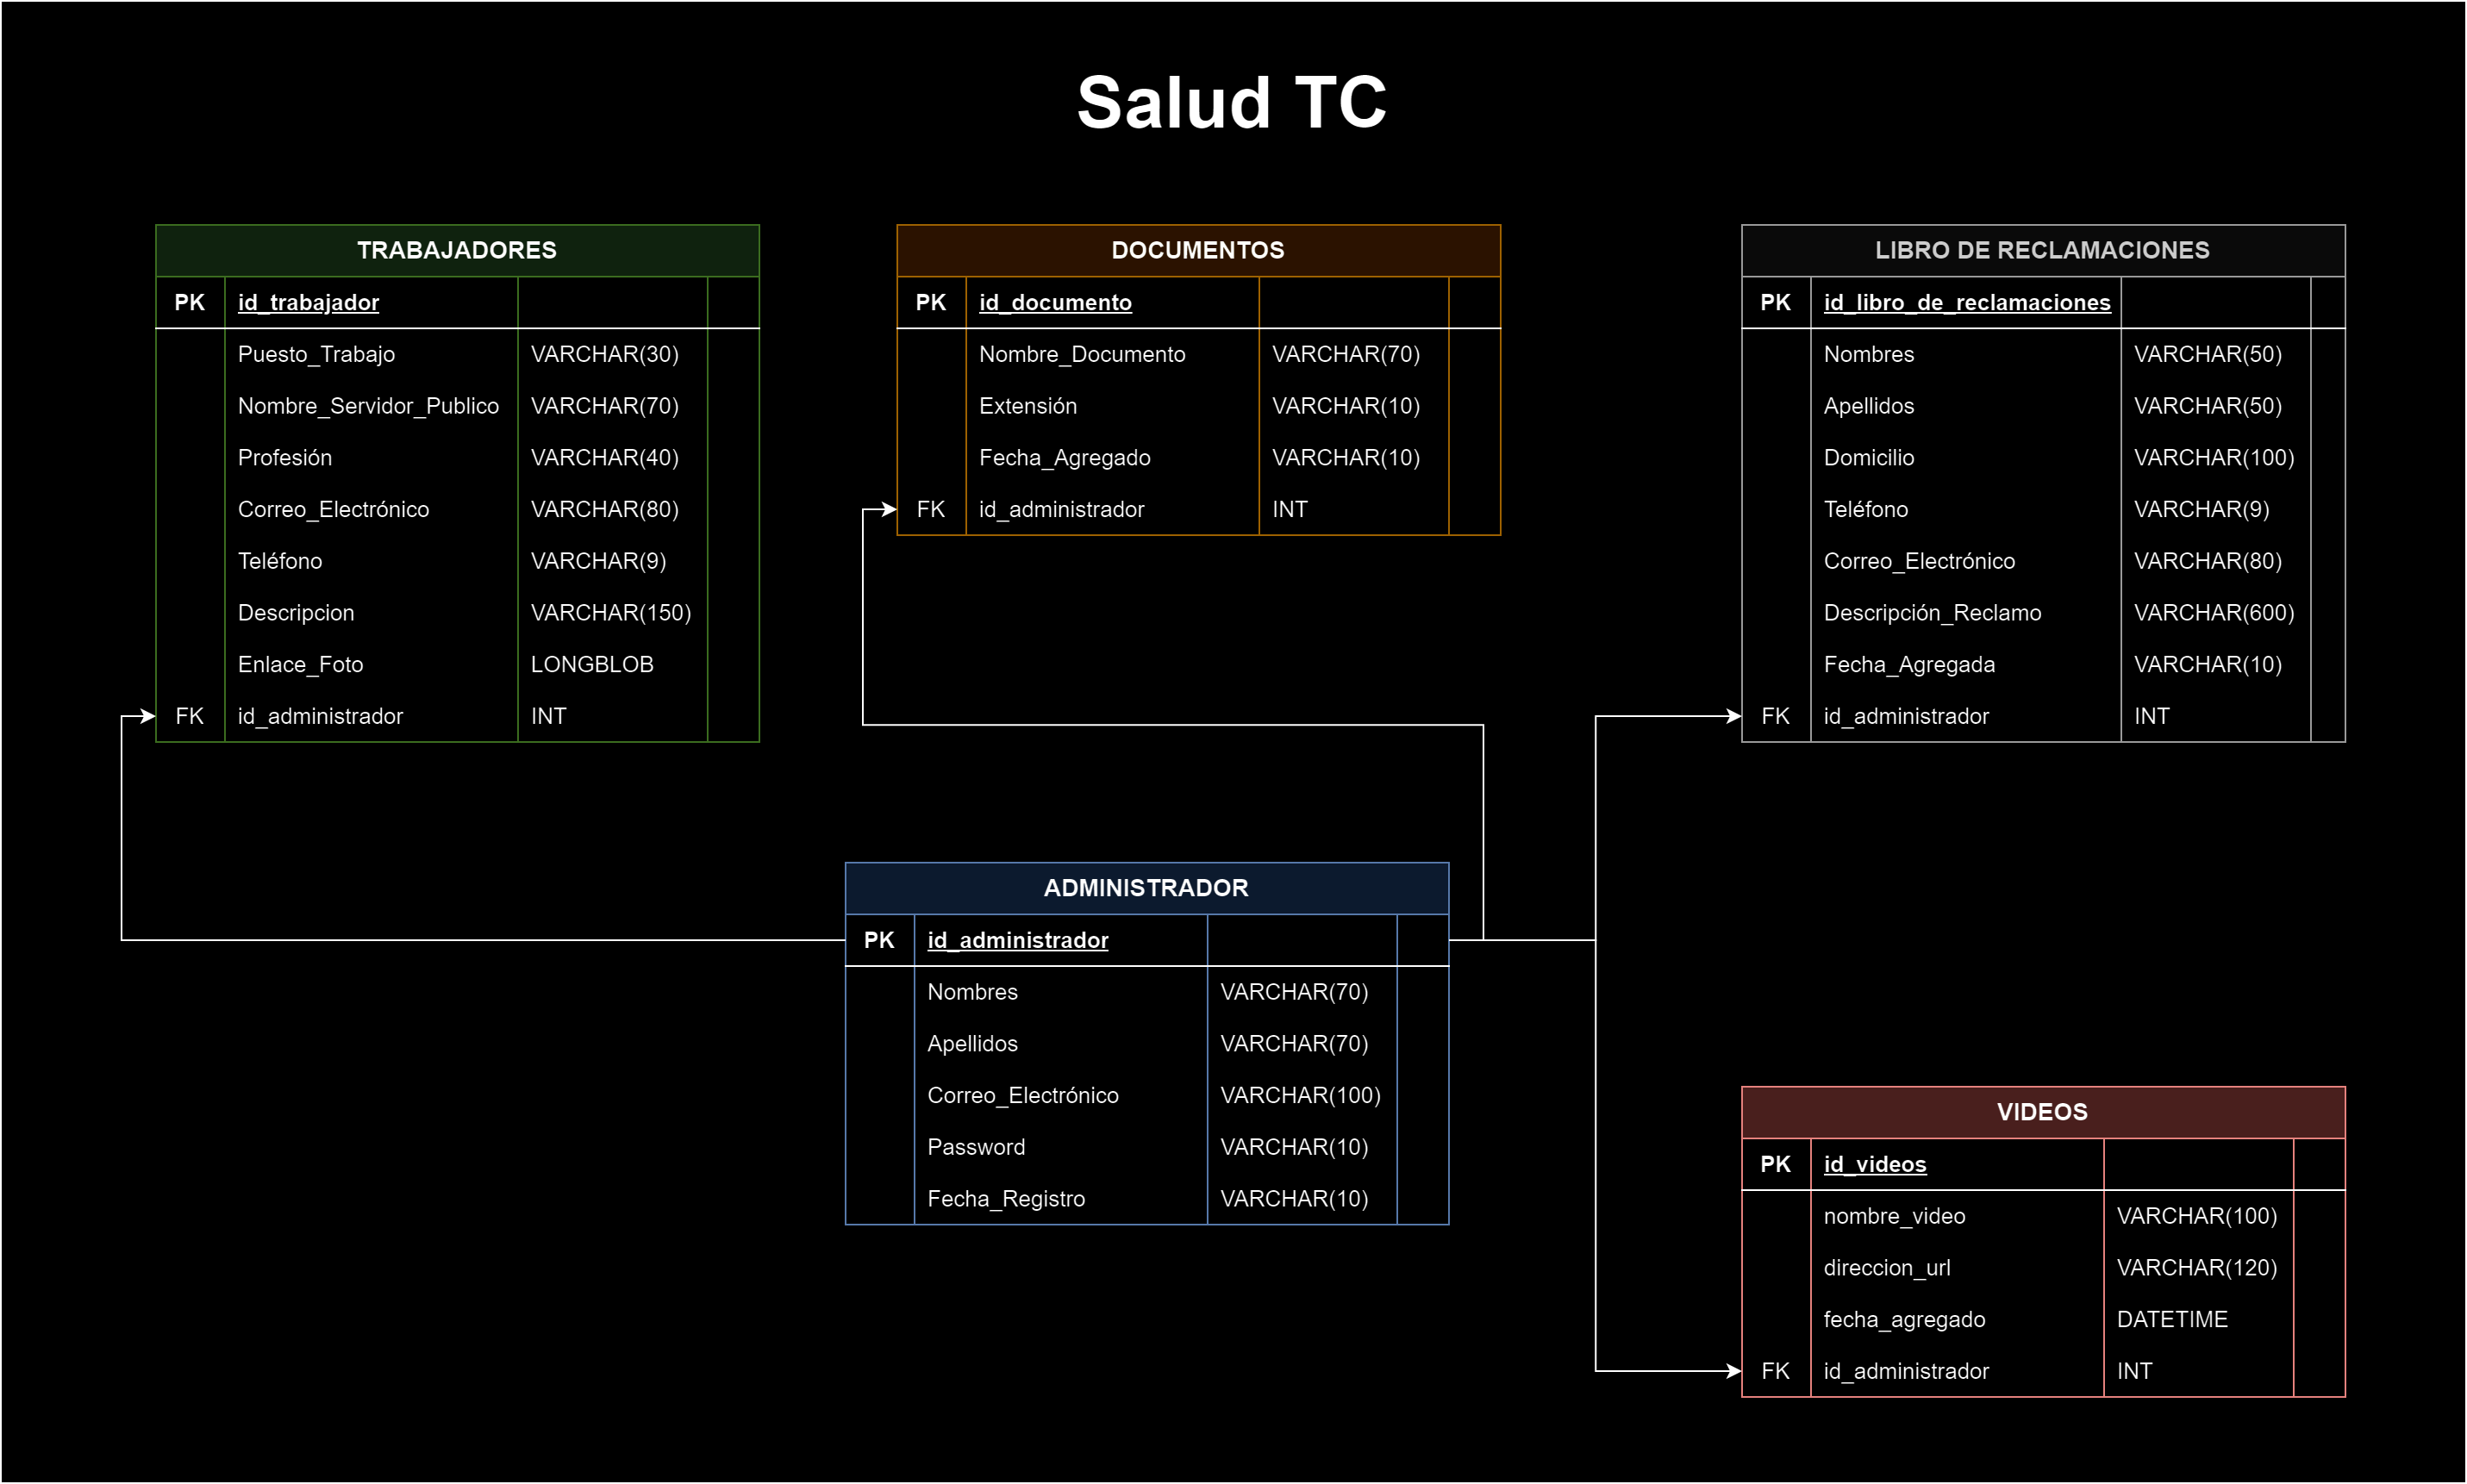 Salud TC
TRABAJADORES
PK id_trabajador
Puesto_Trabajo VARCHAR(30)
Nombre_Servidor_Publico VARCHAR(70)
Profesión VARCHAR(40)
Correo_Electrónico VARCHAR(80)
Teléfono VARCHAR(9)
Descripcion VARCHAR(150)
Enlace_Foto LONGBLOB
FK id_administrador INT
DOCUMENTOS
PK id_documento
Nombre_Documento VARCHAR(70)
Extensión VARCHAR(10)
Fecha_Agregado VARCHAR(10)
FK id_administrador INT
LIBRO DE RECLAMACIONES
PK id_libro_de_reclamaciones
Nombres VARCHAR(50)
Apellidos VARCHAR(50)
Domicilio VARCHAR(100)
Teléfono VARCHAR(9)
Correo_Electrónico VARCHAR(80)
Descripción_Reclamo VARCHAR(600)
Fecha_Agregada VARCHAR(10)
FK id_administrador INT
ADMINISTRADOR
PK id_administrador
Nombres VARCHAR(70)
Apellidos VARCHAR(70)
Correo_Electrónico VARCHAR(100)
Password VARCHAR(10)
Fecha_Registro VARCHAR(10)
VIDEOS
PK id_videos
nombre_video VARCHAR(100)
direccion_url VARCHAR(120)
fecha_agregado DATETIME
FK id_administrador INT